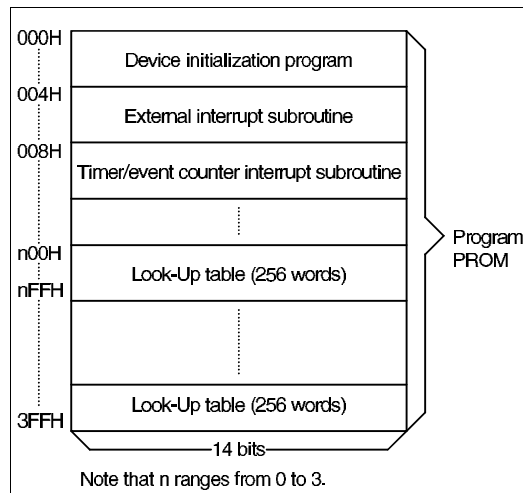 000H
Device initialization program
004H
External interrupt subroutine
008H
Timer/event counter interrupt subroutine
n00H
Look-Up table (256 words)
nFFH
Program
PROM
Look-Up table (256 words)
3FFH
14 bits
Note that n ranges from 0 to 3.